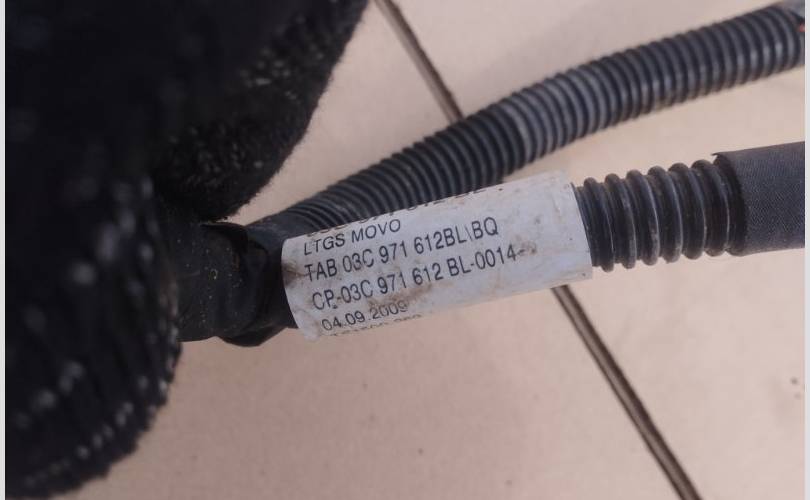 LTGS MOVO
TAB 03C 971 612BL\BQ
CP-03C 971 612 BL-0014-
04.09.2009